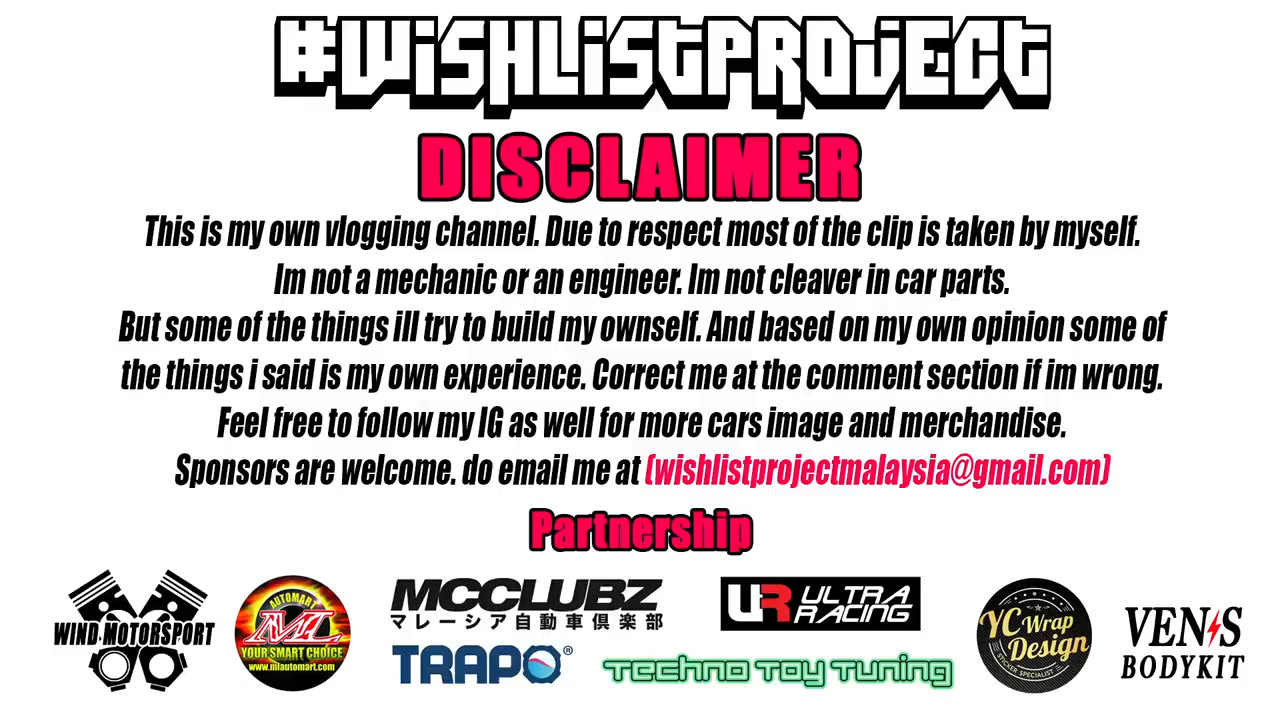 #WiSHLiStPROjECt
DISCLAIMER
This is my own vlogging channel. Due to respect most of the clip is taken by myself.
Im not a mechanic or an engineer. Im not cleaver in car parts.
But some of the things ill try to build my ownself. And based on my own opinion some of
the things i said is my own experience. Correct me at the comment section if im wrong.
Feel free to follow my IG as well for more cars image and merchandise.
Sponsors are welcome. do email me at (wishlistprojectmalaysia@gmail.com)
Partnership
WIND MOTORSPORT
AUTOMART
ML
YOUR SMART CHOICE
www.mlautomart.com
MCCLUBZ
マレーシア自動車倶楽部
TRAPO®
UR ULTRA RACING
Techno Toy Tuning
YC Wrap
Design
STICKER SPECIALIST
VEN S
BODYKIT